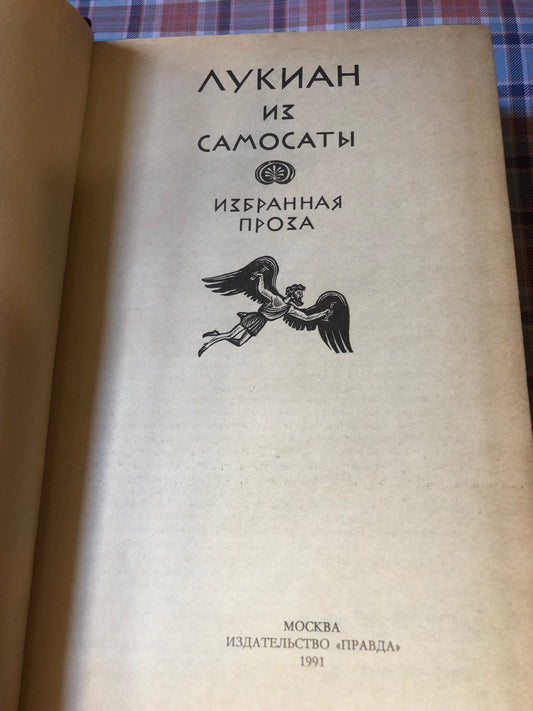 ЛУКИАН
ИЗ
САМОСАТЫ
ИЗБРАННАЯ
ПРОЗА
МОСКВА
ИЗДАТЕЛЬСТВО «ПРАВДА»
1991